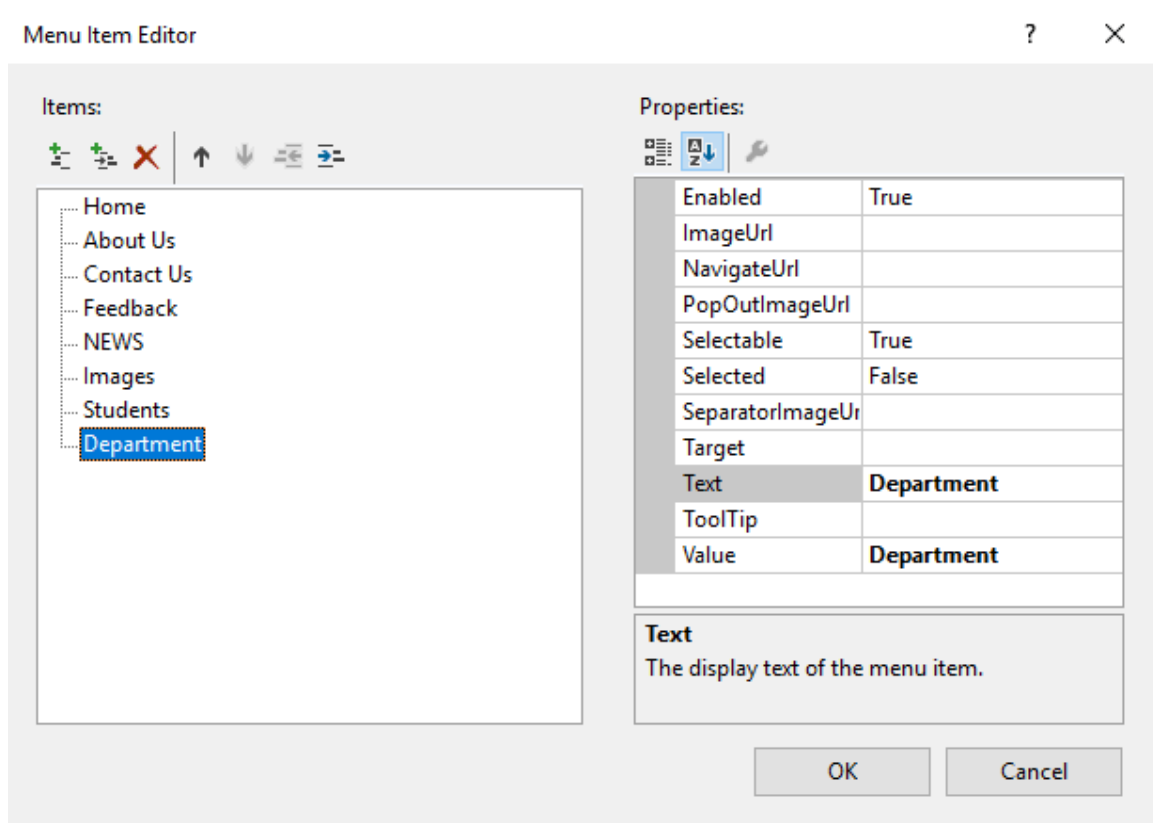 Menu Item Editor
?
Items:
Home
About Us
Contact Us
Feedback
NEWS
Images
Students
Department
Properties:
Enabled True
ImageUrl
NavigateUrl
PopOutImageUrl
Selectable True
Selected False
SeparatorImageUr
Target
Text Department
ToolTip
Value Department
Text
The display text of the menu item.
OK Cancel